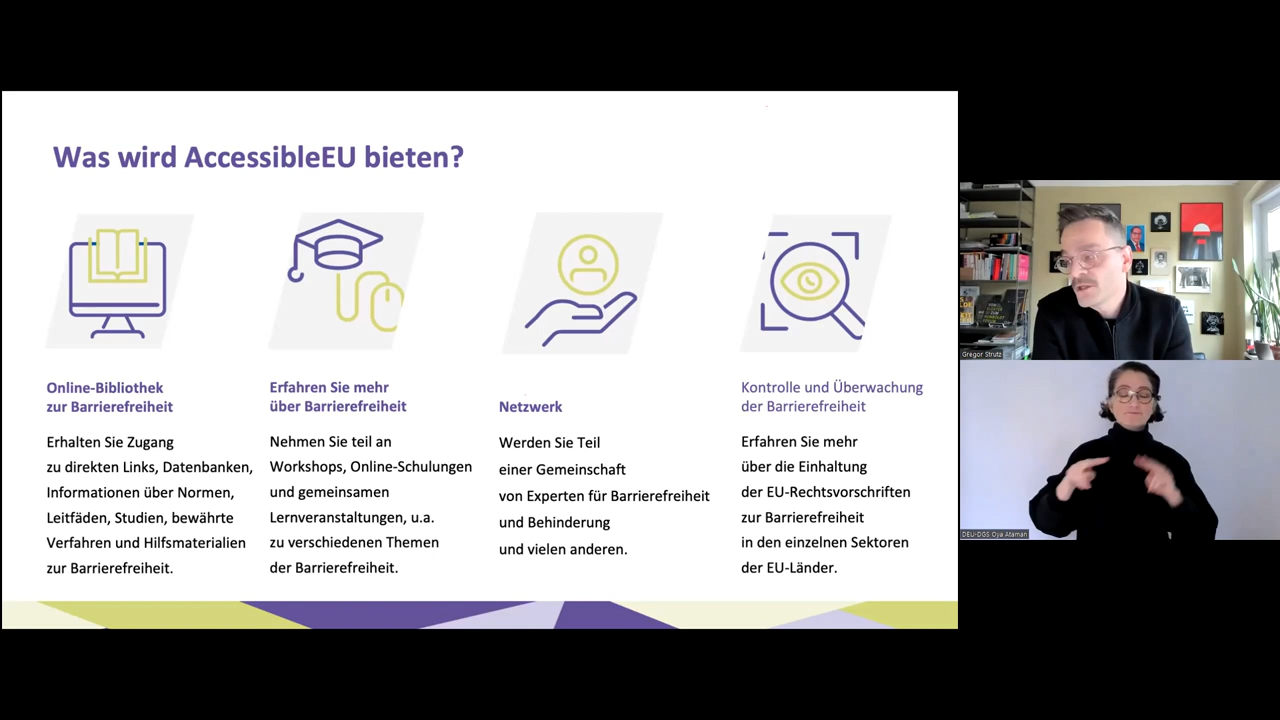 Was wird AccessibleEU bieten?
Online-Bibliothek
zur Barrierefreiheit
Erhalten Sie Zugang
zu direkten Links, Datenbanken,
Informationen über Normen,
Leitfäden, Studien, bewährte
Verfahren und Hilfsmaterialien
zur Barrierefreiheit.
Erfahren Sie mehr
über Barrierefreiheit
Nehmen Sie teil an
Workshops, Online-Schulungen
und gemeinsamen
Lernveranstaltungen, u.a.
zu verschiedenen Themen
der Barrierefreiheit.
Netzwerk
Werden Sie Teil
einer Gemeinschaft
von Experten für Barrierefreiheit
und Behinderung
und vielen anderen.
Kontrolle und Überwachung
der Barrierefreiheit
Erfahren Sie mehr
über die Einhaltung
der EU-Rechtsvorschriften
zur Barrierefreiheit
in den einzelnen Sektoren
der EU-Länder.
Gregor Strutz
DEU-DGS Oya Ataman